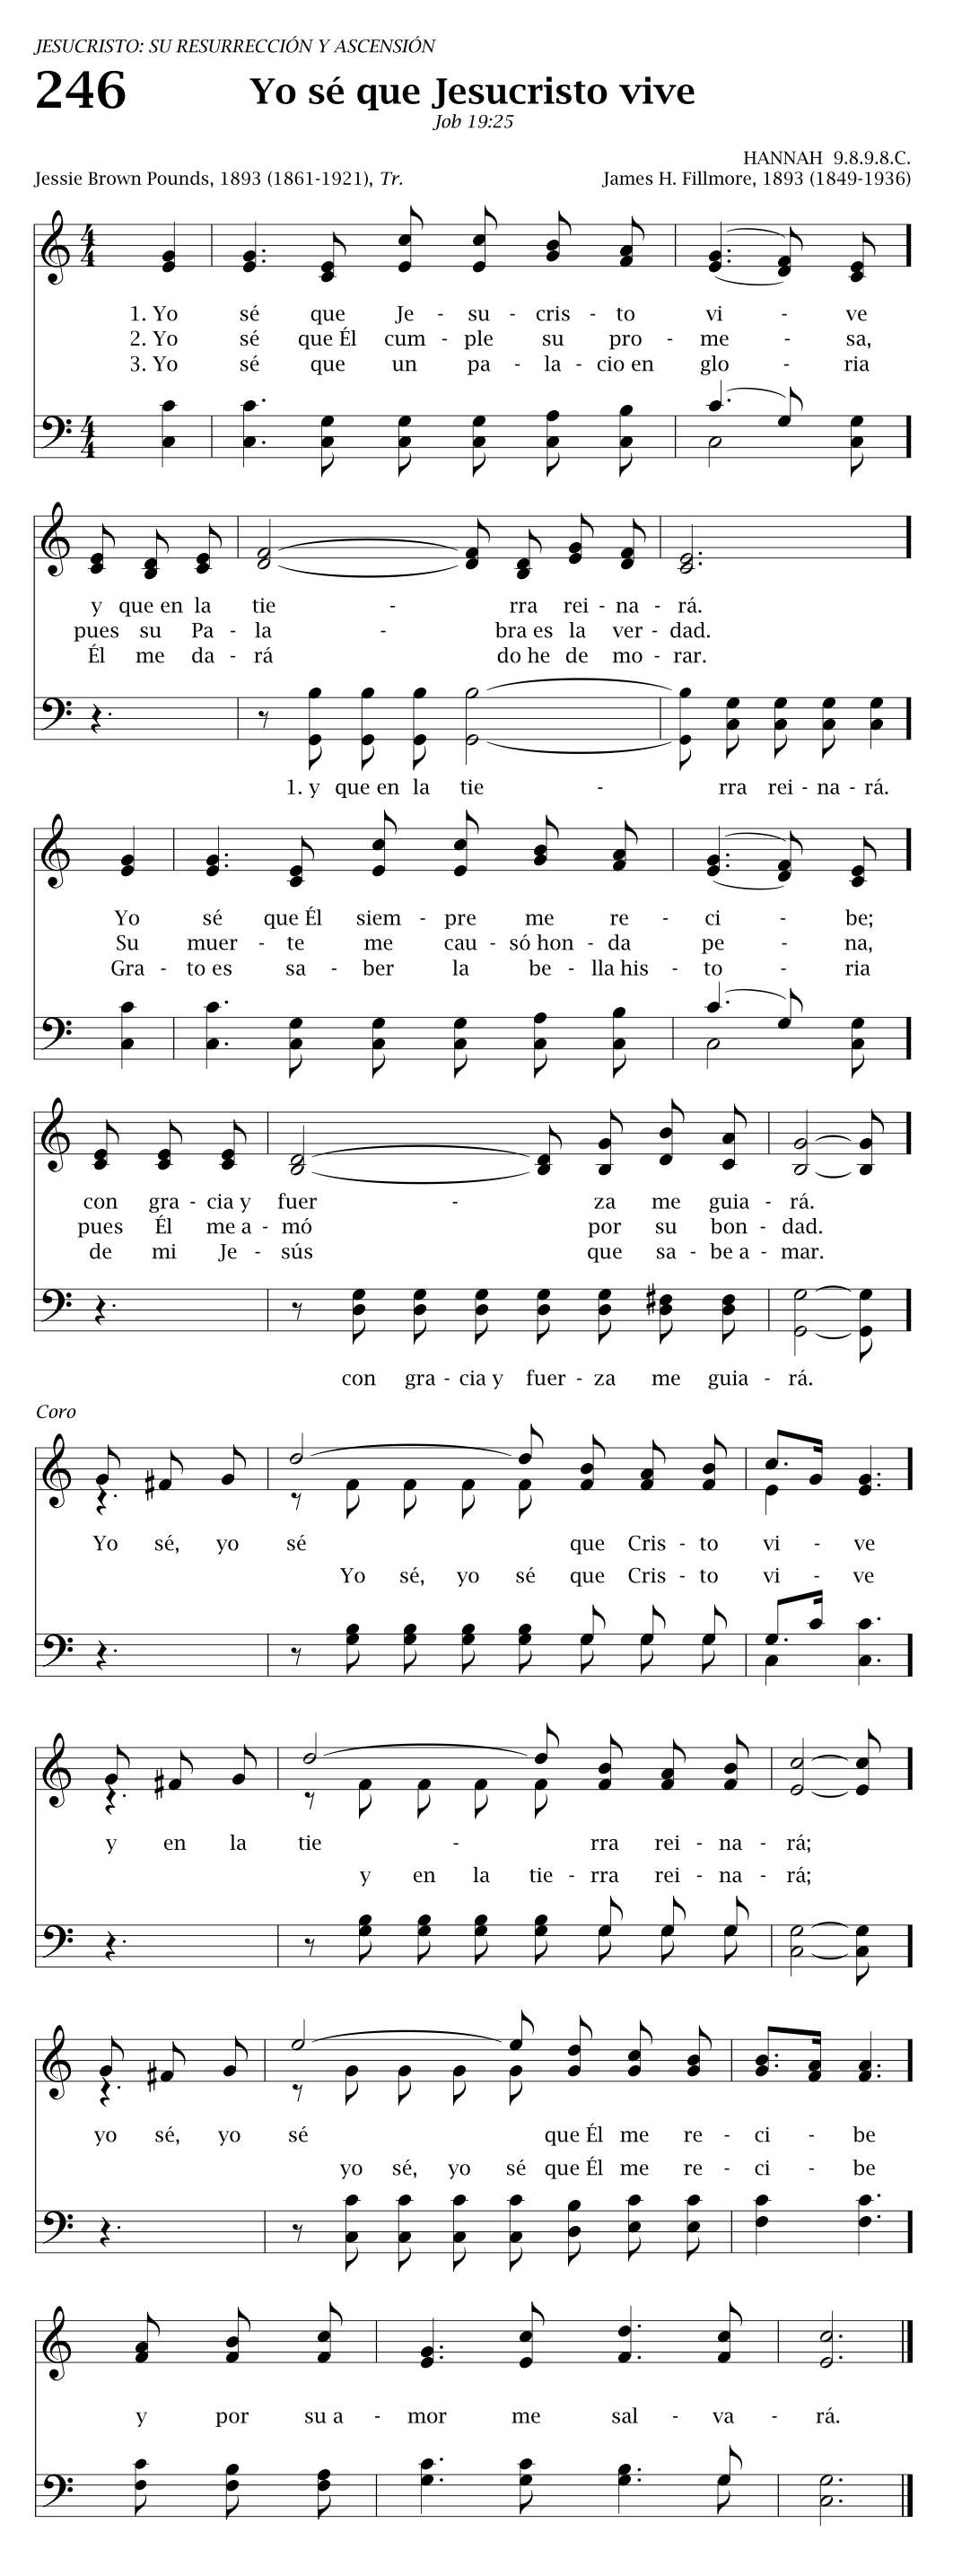 JESUCRISTO: SU RESURRECCIÓN Y ASCENSIÓN
246 Yo sé que Jesucristo vive
Job 19:25
HANNAH 9.8.9.8.C.
Jessie Brown Pounds, 1893 (1861-1921), Tr. James H. Fillmore, 1893 (1849-1936)
4 4
1. Yo sé que Je - su - cris - to vi - ve
2. Yo sé que Él cum - ple su pro - me - sa,
3. Yo sé que un pa - la - cio en glo - ria
4 4
y que en la tie - rra rei - na - rá.
pues su Pa - la - bra es la ver - dad.
Él me da - rá do he de mo - rar.
1. y que en la tie - rra rei - na - rá.
Yo sé que Él siem - pre me re - ci - be;
Su muer - te me cau - só hon - da pe - na,
Gra - to es sa - ber la be - lla his - to - ria
con gra - cia y fuer - za me guia - rá.
pues Él me a - mó por su bon - dad.
de mi Je - sús que sa - be a - mar.
con gra - cia y fuer - za me guia - rá.
Coro
Yo sé, yo sé que Cris - to vi - ve
Yo sé, yo sé que Cris - to vi - ve
y en la tie - rra rei - na - rá;
y en la tie - rra rei - na - rá;
yo sé, yo sé que Él me re - ci - be
yo sé, yo sé que Él me re - ci - be
y por su a - mor me sal - va - rá.